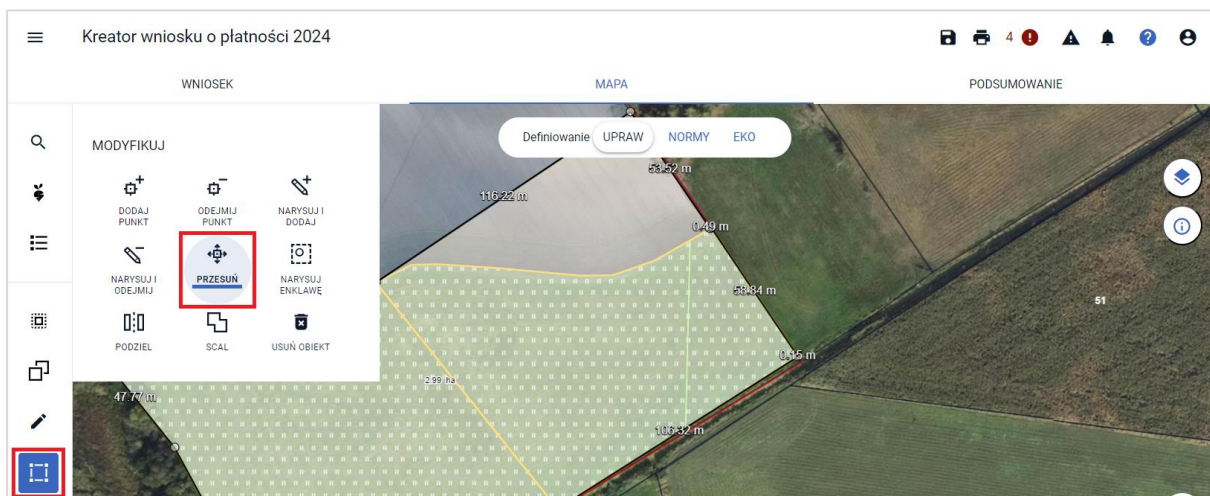 Kreator wniosku o płatności 2024
4
WNIOSEK
MAPA
PODSUMOWANIE
MODYFIKUJ
Definiowanie UPRAW NORMY EKO
DODAJ
PUNKT
ODEJMIJ
PUNKT
NARYSUJ I
DODAJ
NARYSUJ I
ODEJMIJ
PRZESUŃ
NARYSUJ
ENKLAWĘ
PODZIEL
SCAL
USUŃ OBIEKT
53.52 m
116.22 m
0.49 m
58.84 m
51
0.15 m
2.99 ha
47.77 m
106.32 m